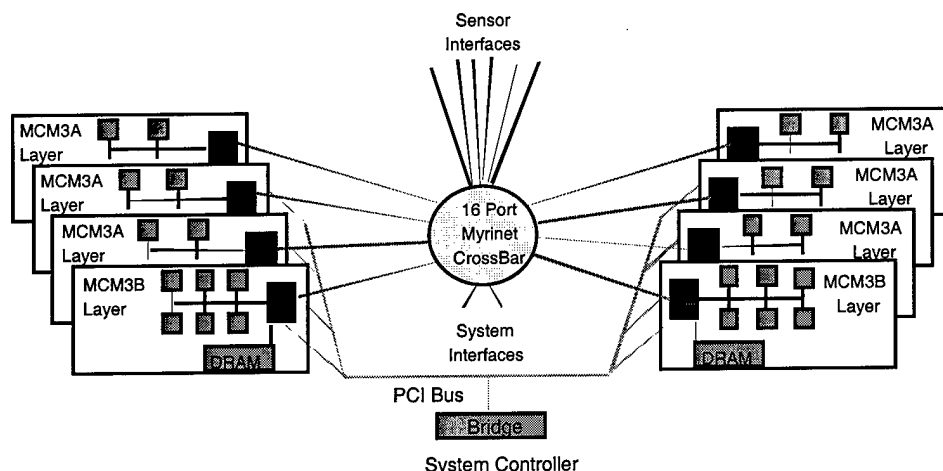 Sensor
Interfaces
MCM3A
Layer
MCM3A
Layer
MCM3A
Layer
MCM3B
Layer
DRAM
16 Port
Myrinet
CrossBar
System
Interfaces
MCM3A
Layer
MCM3A
Layer
MCM3A
Layer
MCM3B
Layer
DRAM
PCI Bus
Bridge
System Controller